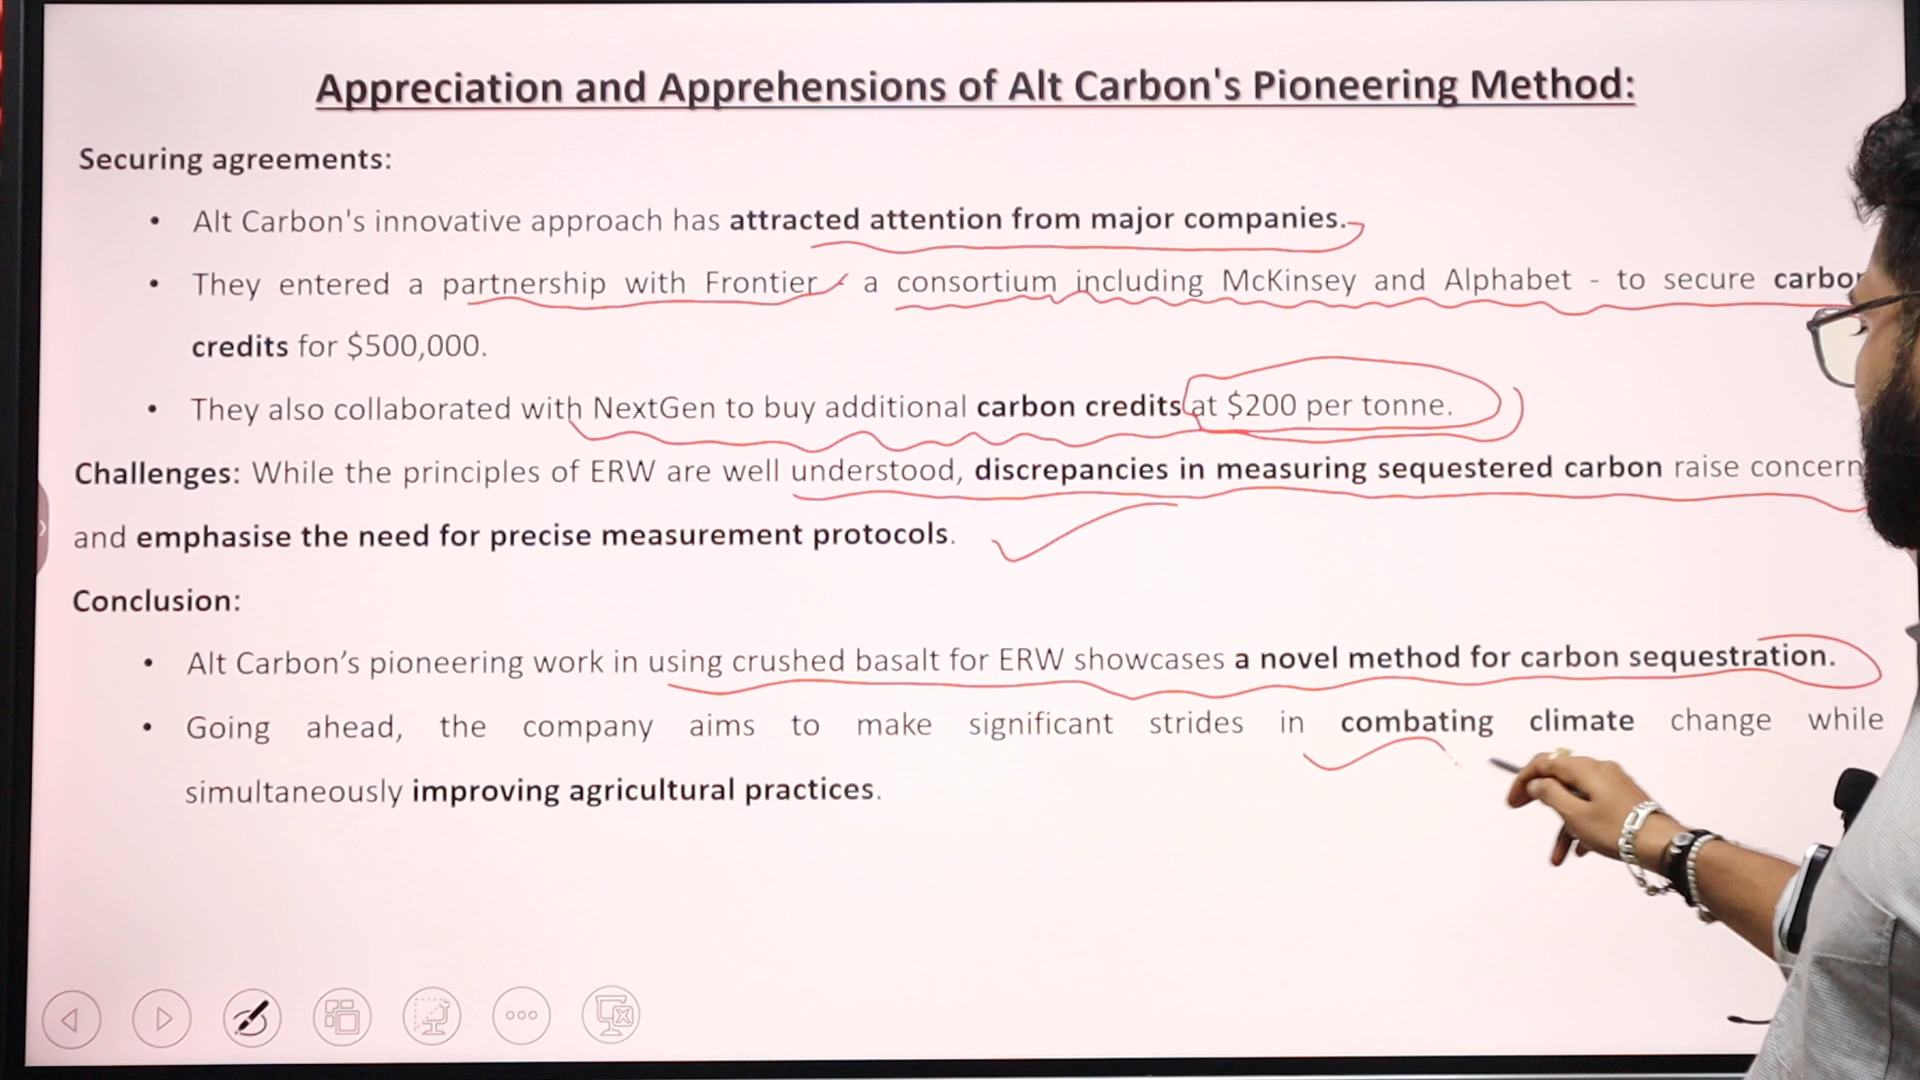 Appreciation and Apprehensions of Alt Carbon's Pioneering Method:
Securing agreements:
• Alt Carbon's innovative approach has attracted attention from major companies.
• They entered a partnership with Frontier - a consortium including McKinsey and Alphabet - to secure
credits for $500,000.
• They also collaborated with NextGen to buy additional carbon credits at $200 per tonne.
Challenges: While the principles of ERW are well understood, discrepancies in measuring sequestered carbon raise
and emphasise the need for precise measurement protocols.
Conclusion:
• Alt Carbon’s pioneering work in using crushed basalt for ERW showcases a novel method for carbon sequestration.
• Going ahead, the company aims to make significant strides in combating climate change while
simultaneously improving agricultural practices.